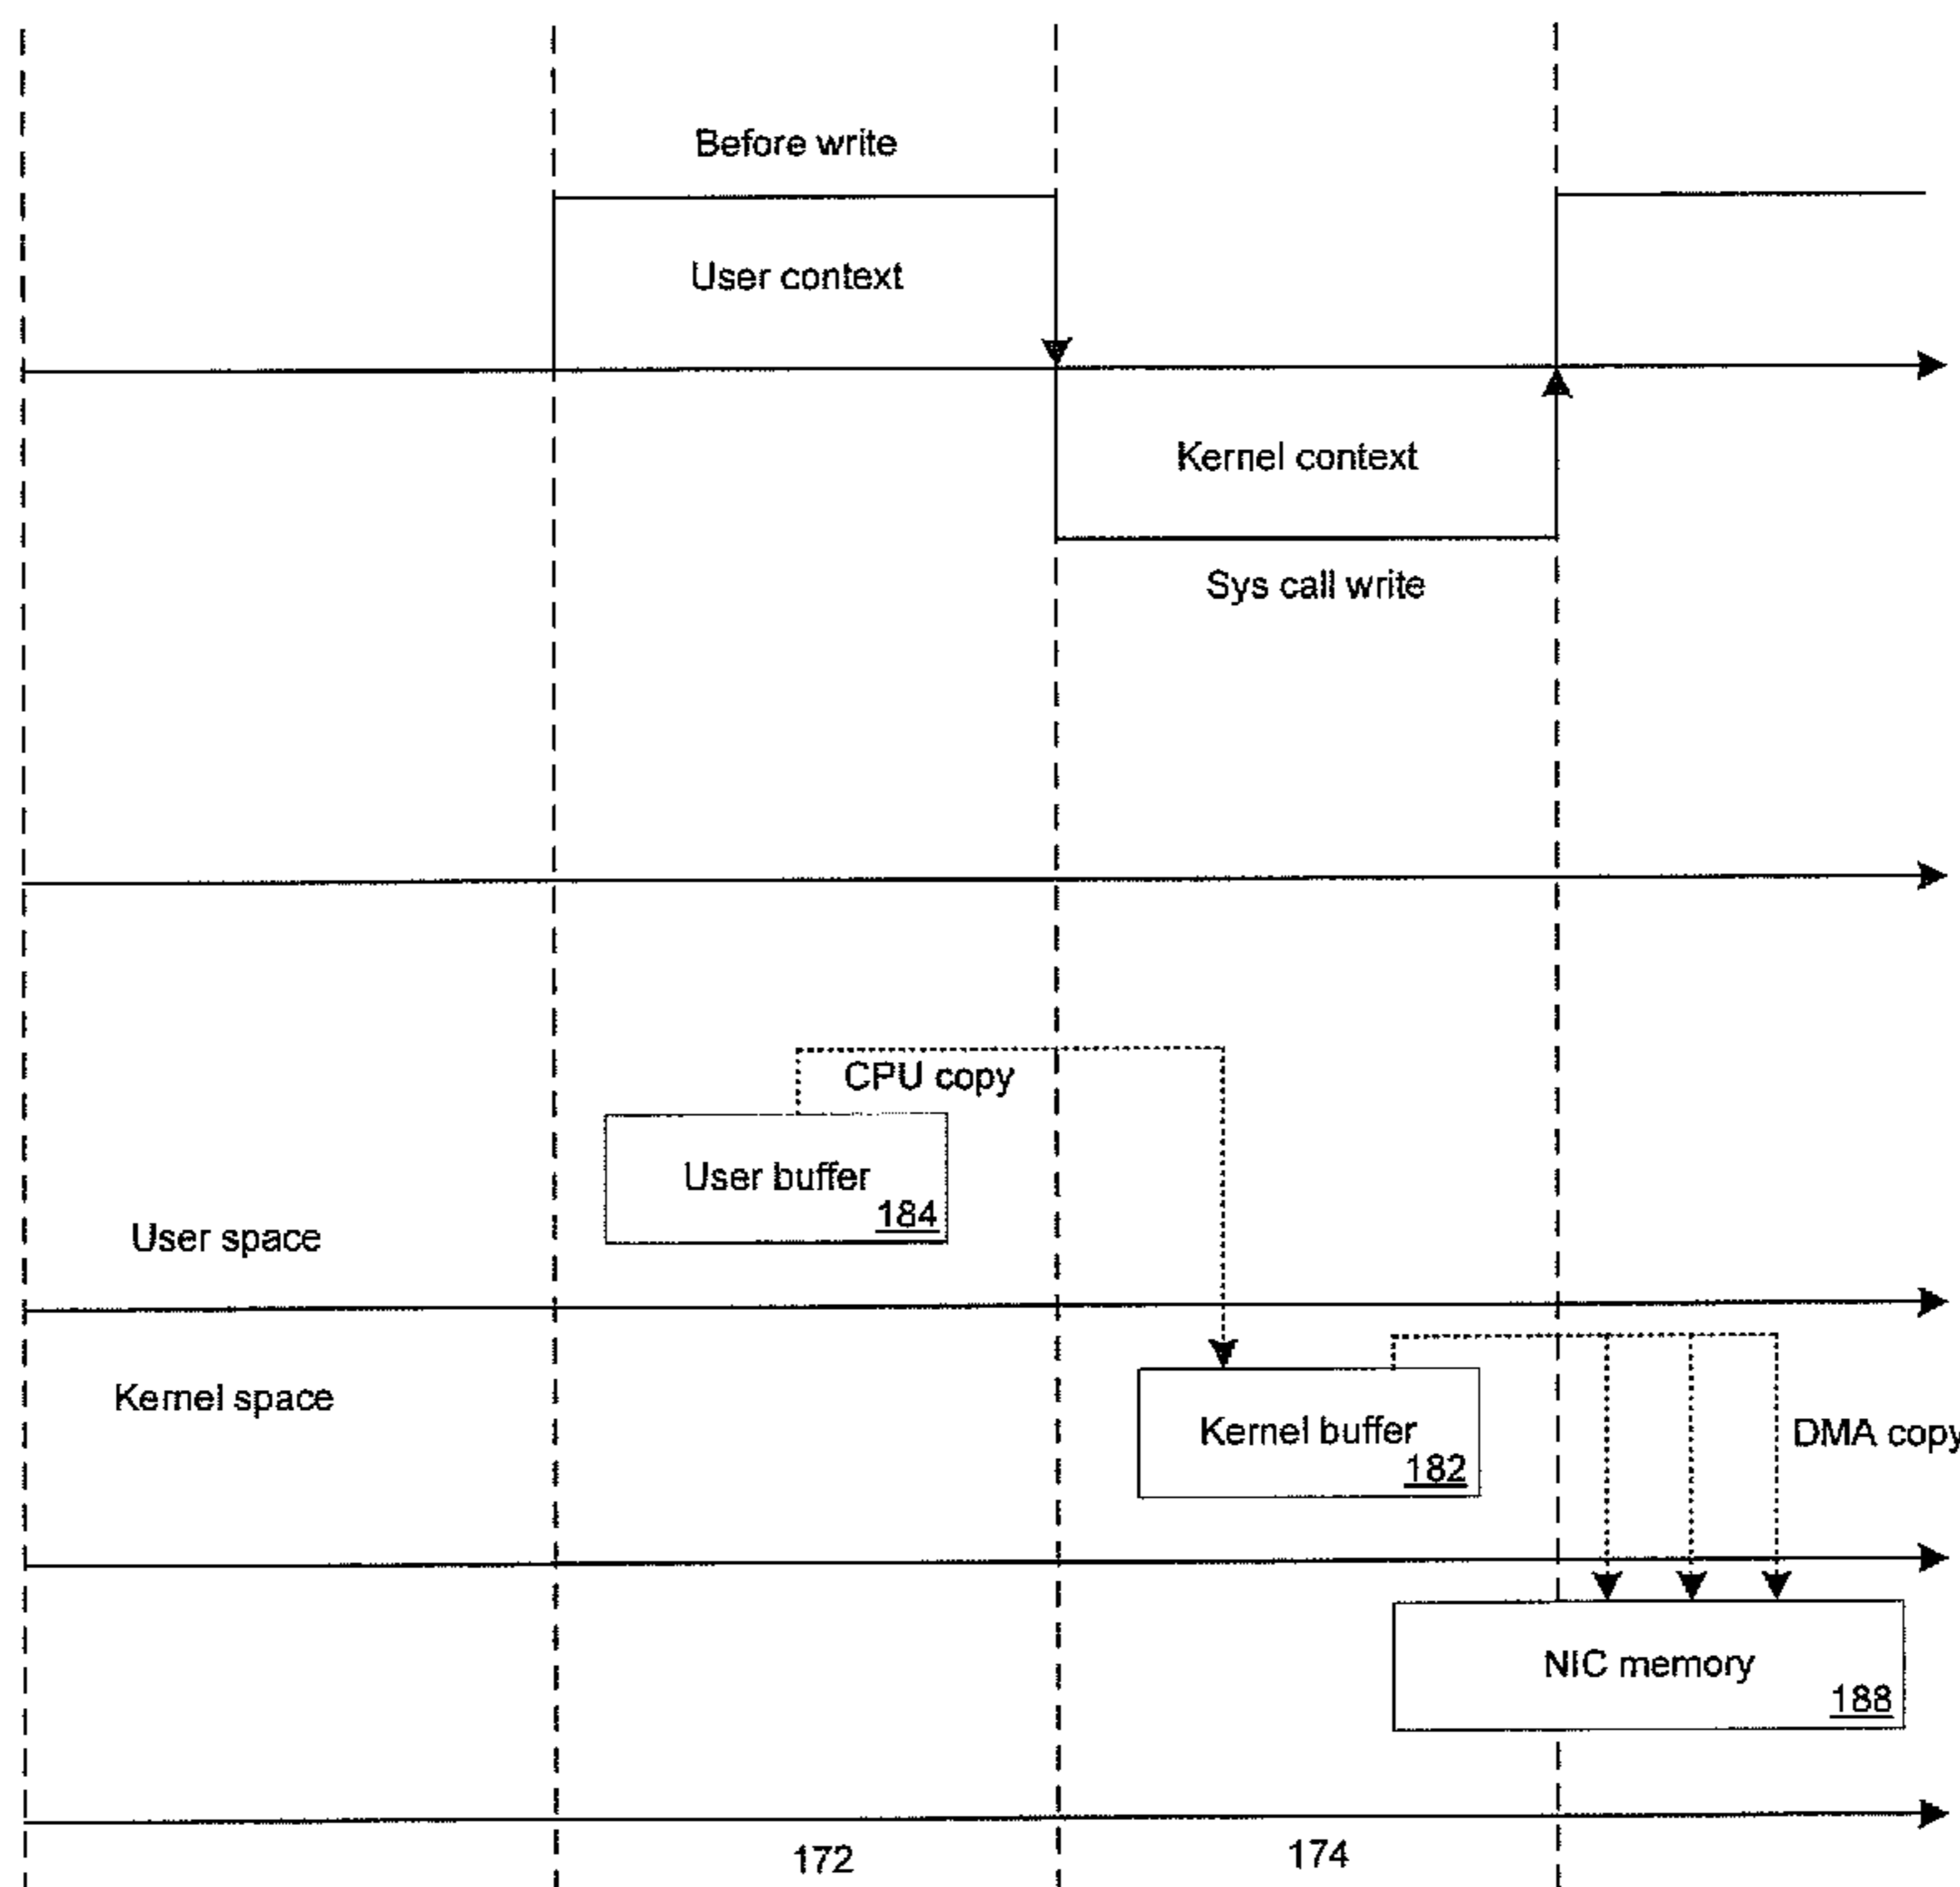 Before write
User context
Kernel context
Sys call write
CPU copy
User buffer
184
User space
Kernel space
Kernel buffer
182
DMA copy
NIC memory
188
172
174